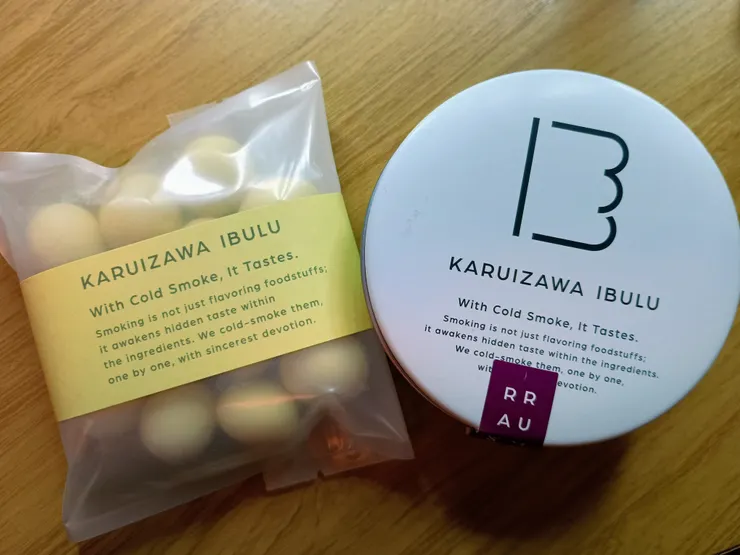 KARUIZAWA IBULU
With Cold Smoke, It Tastes.
Smoking is not just flavoring foodstuffs;
it awakens hidden taste within
the ingredients. We cold-smoke them,
one by one, with sincerest devotion.
B
KARUIZAWA IBULU
With Cold Smoke, It Tastes.
Smoking is not just flavoring foodstuffs;
it awakens hidden taste within the ingredients.
We cold-smoke them, one by one,
devotion.
RR
AU